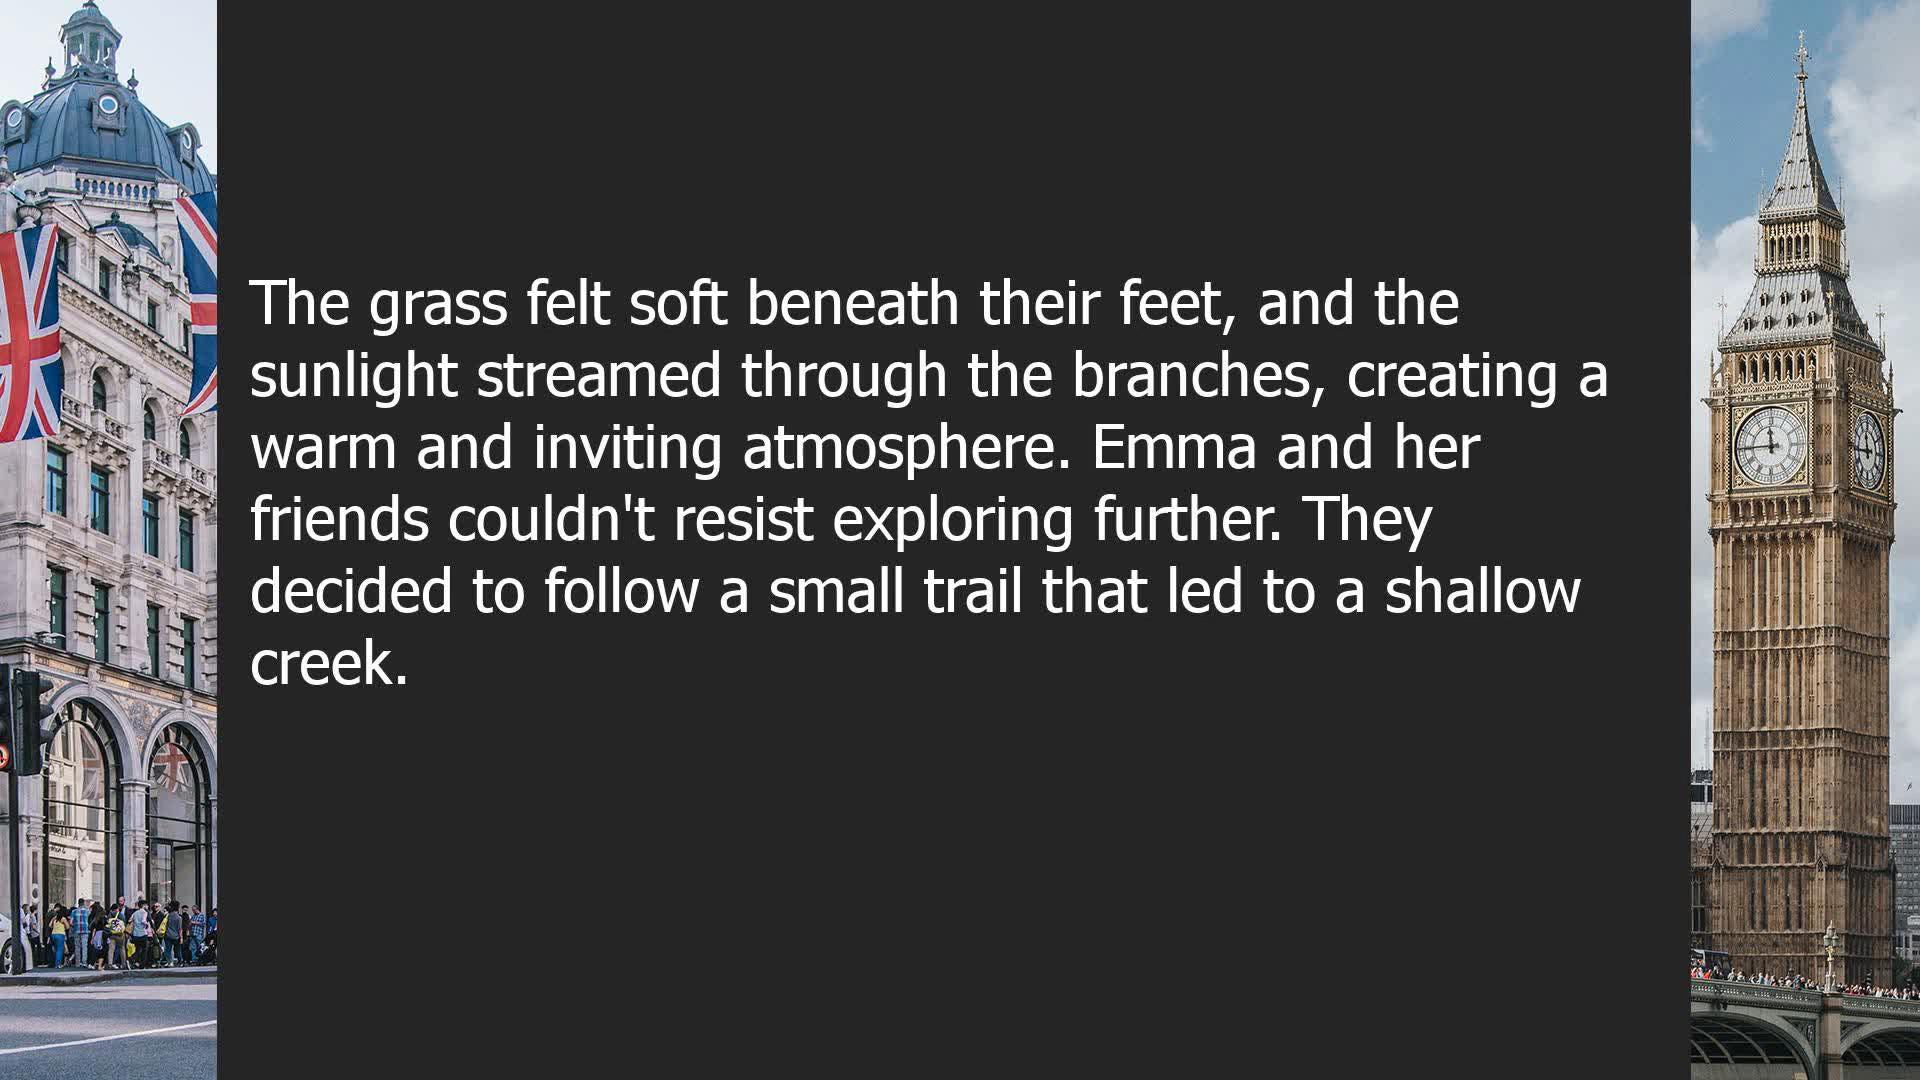 The grass felt soft beneath their feet, and the
sunlight streamed through the branches, creating a
warm and inviting atmosphere. Emma and her
friends couldn't resist exploring further. They
decided to follow a small trail that led to a shallow
creek.